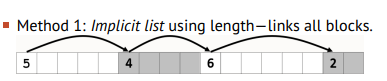 ▪ Method 1: Implicit list using length—links all blocks.
5 4 6 2